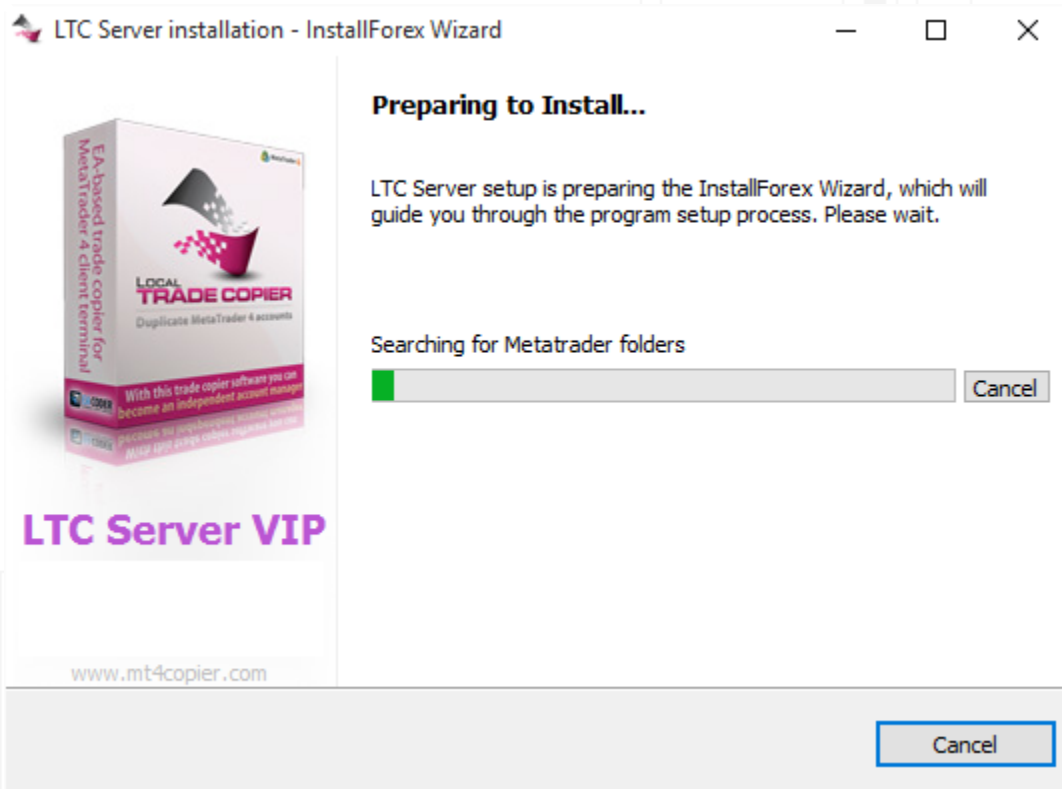 LTC Server installation - InstallForex Wizard
Preparing to Install...
LTC Server setup is preparing the InstallForex Wizard, which will
guide you through the program setup process. Please wait.
Searching for Metatrader folders
Cancel
EA-based trade copier for
MetaTrader 4 client terminal
LOCAL
TRADE COPIER
Duplicate MetaTrader 4 accounts
With this trade copier software you can
become an independent account manager
LTC Server VIP
www.mt4copier.com
Cancel